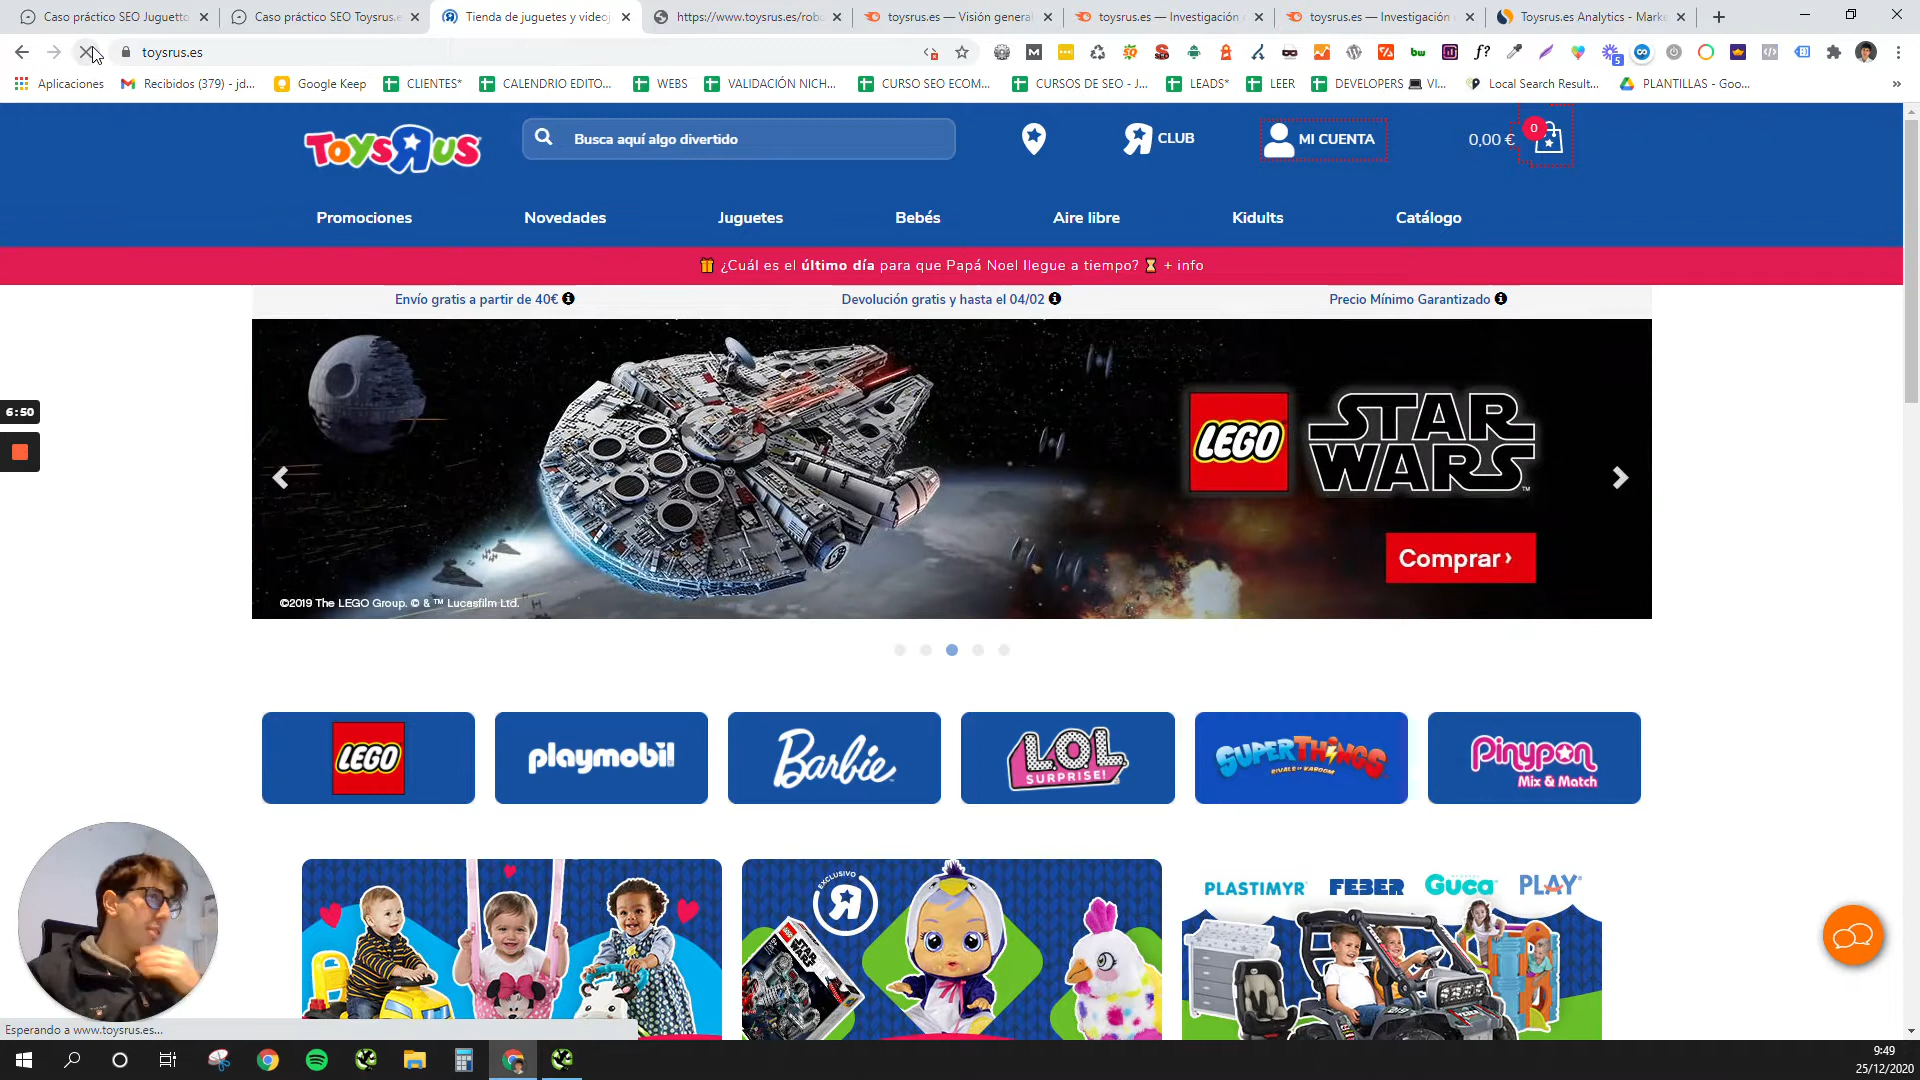 Caso práctico SEO Juguetto
Caso práctico SEO Toysrus.e
Tienda de juguetes y videoj
https://www.toysrus.es/robo
toysrus.es — Visión general
toysrus.es — Investigación
toysrus.es — Investigación
Toysrus.es Analytics - Marke
toysrus.es
Aplicaciones
Recibidos (379) - jd...
Google Keep
CLIENTES*
CALENDARIO EDITO...
WEBS
VALIDACIÓN NICH...
CURSO SEO ECOM...
CURSOS DE SEO - J...
LEADS*
LEER
DEVELOPERS 💻 VI...
Local Search Result...
PLANTILLAS - Goo...
ToysRus
Busca aquí algo divertido
CLUB
MI CUENTA
0,00 €
0
Promociones
Novedades
Juguetes
Bebés
Aire libre
Kidults
Catálogo
🎁 ¿Cuál es el último día para que Papá Noel llegue a tiempo? ⌛ + info
Envío gratis a partir de 40€
Devolución gratis y hasta el 04/02
Precio Mínimo Garantizado
6:50
LEGO
STAR WARS™
Comprar ›
©2019 The LEGO Group. © & ™ Lucasfilm Ltd.
LEGO
playmobil
Barbie
L.O.L.
SURPRISE!
SUPERTHINGS
RIVALS OF KABOOM
Pinypon
Mix & Match
EXCLUSIVO
PLASTIMYR
FEBER
Guca
PLAY
Esperando a www.toysrus.es...
9:49
25/12/2020